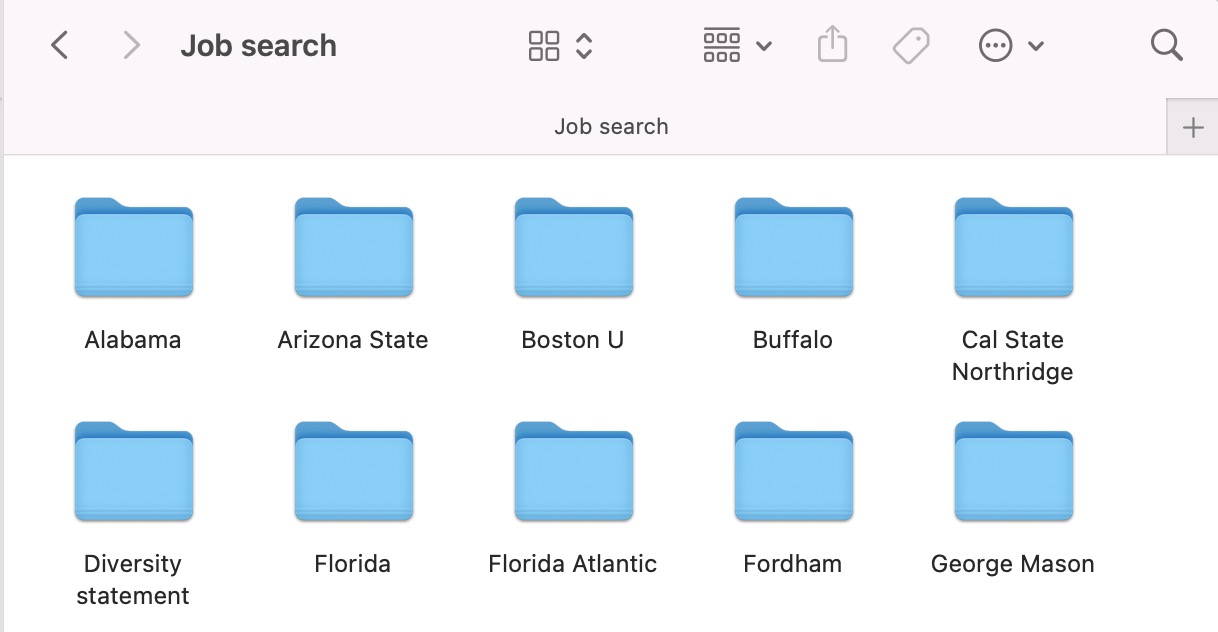 Job search
Job search
Alabama
Arizona State
Boston U
Buffalo
Cal State
Northridge
Diversity
statement
Florida
Florida Atlantic
Fordham
George Mason